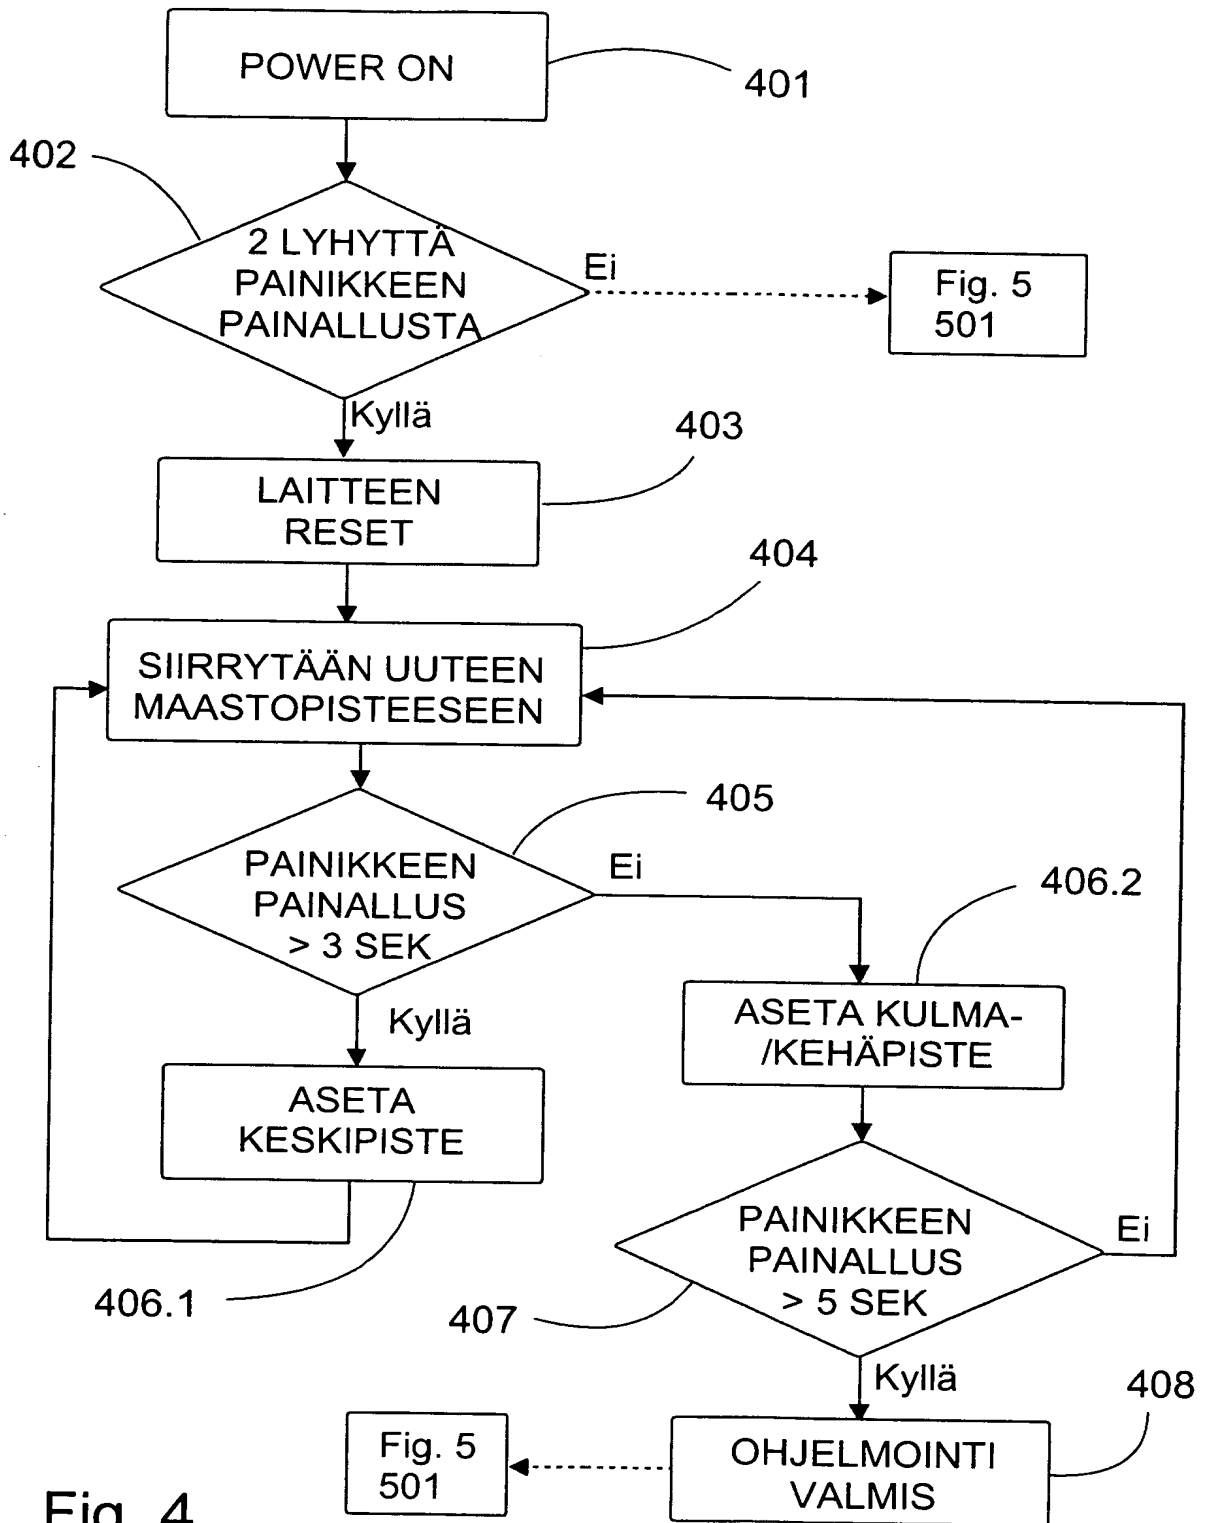 POWER ON
401
402
2 LYHYTTÄ
PAINIKKEEN
PAINALLUSTA
Ei
Fig. 5
501
Kyllä
403
LAITTEEN
RESET
404
SIIRRYTÄÄN UUTEEN
MAASTOPISTEESEEN
405
PAINIKKEEN
PAINALLUS
> 3 SEK
Ei
406.2
Kyllä
ASETA KULMA-
/KEHÄPISTE
ASETA
KESKIPISTE
406.1
PAINIKKEEN
PAINALLUS
> 5 SEK
Ei
407
Kyllä
408
Fig. 5
501
OHJELMOINTI
VALMIS
Fig. 4